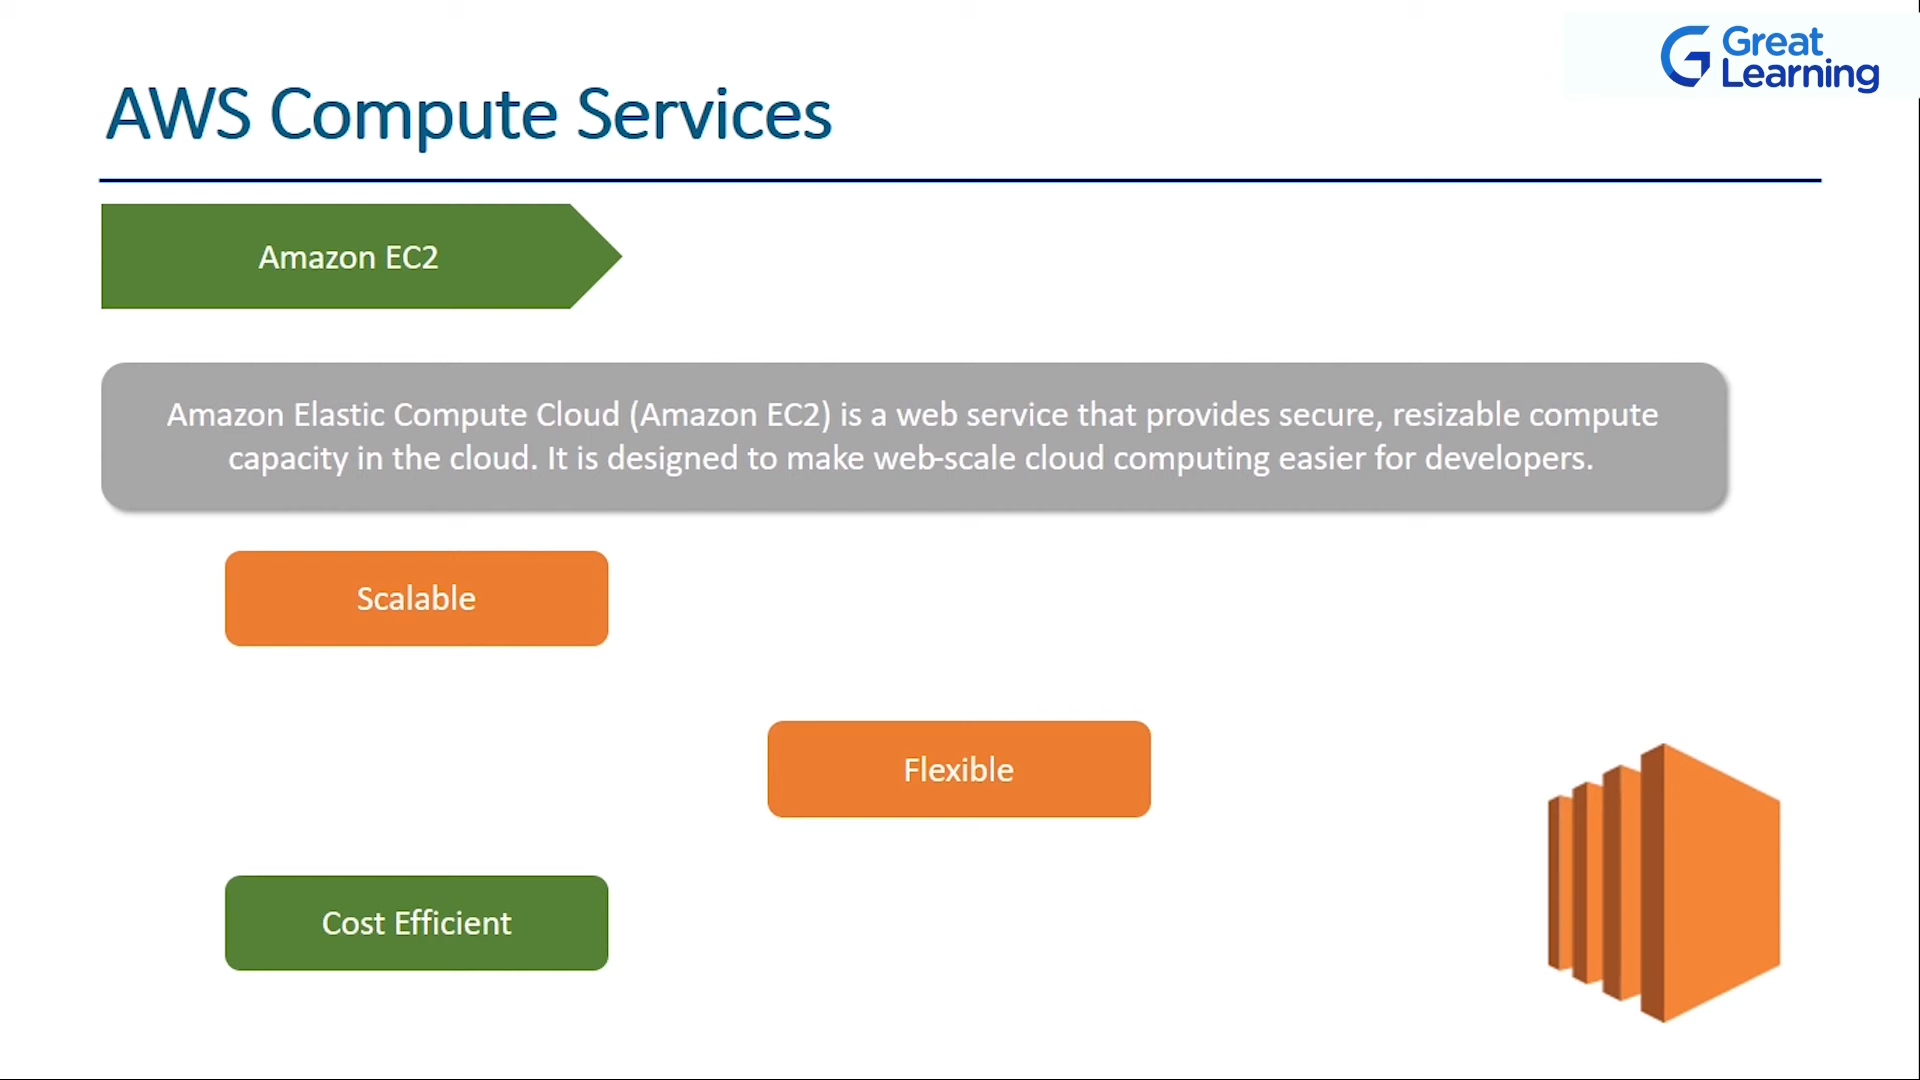 Great
Learning
AWS Compute Services
Amazon EC2
Amazon Elastic Compute Cloud (Amazon EC2) is a web service that provides secure, resizable compute
capacity in the cloud. It is designed to make web-scale cloud computing easier for developers.
Scalable
Flexible
Cost Efficient